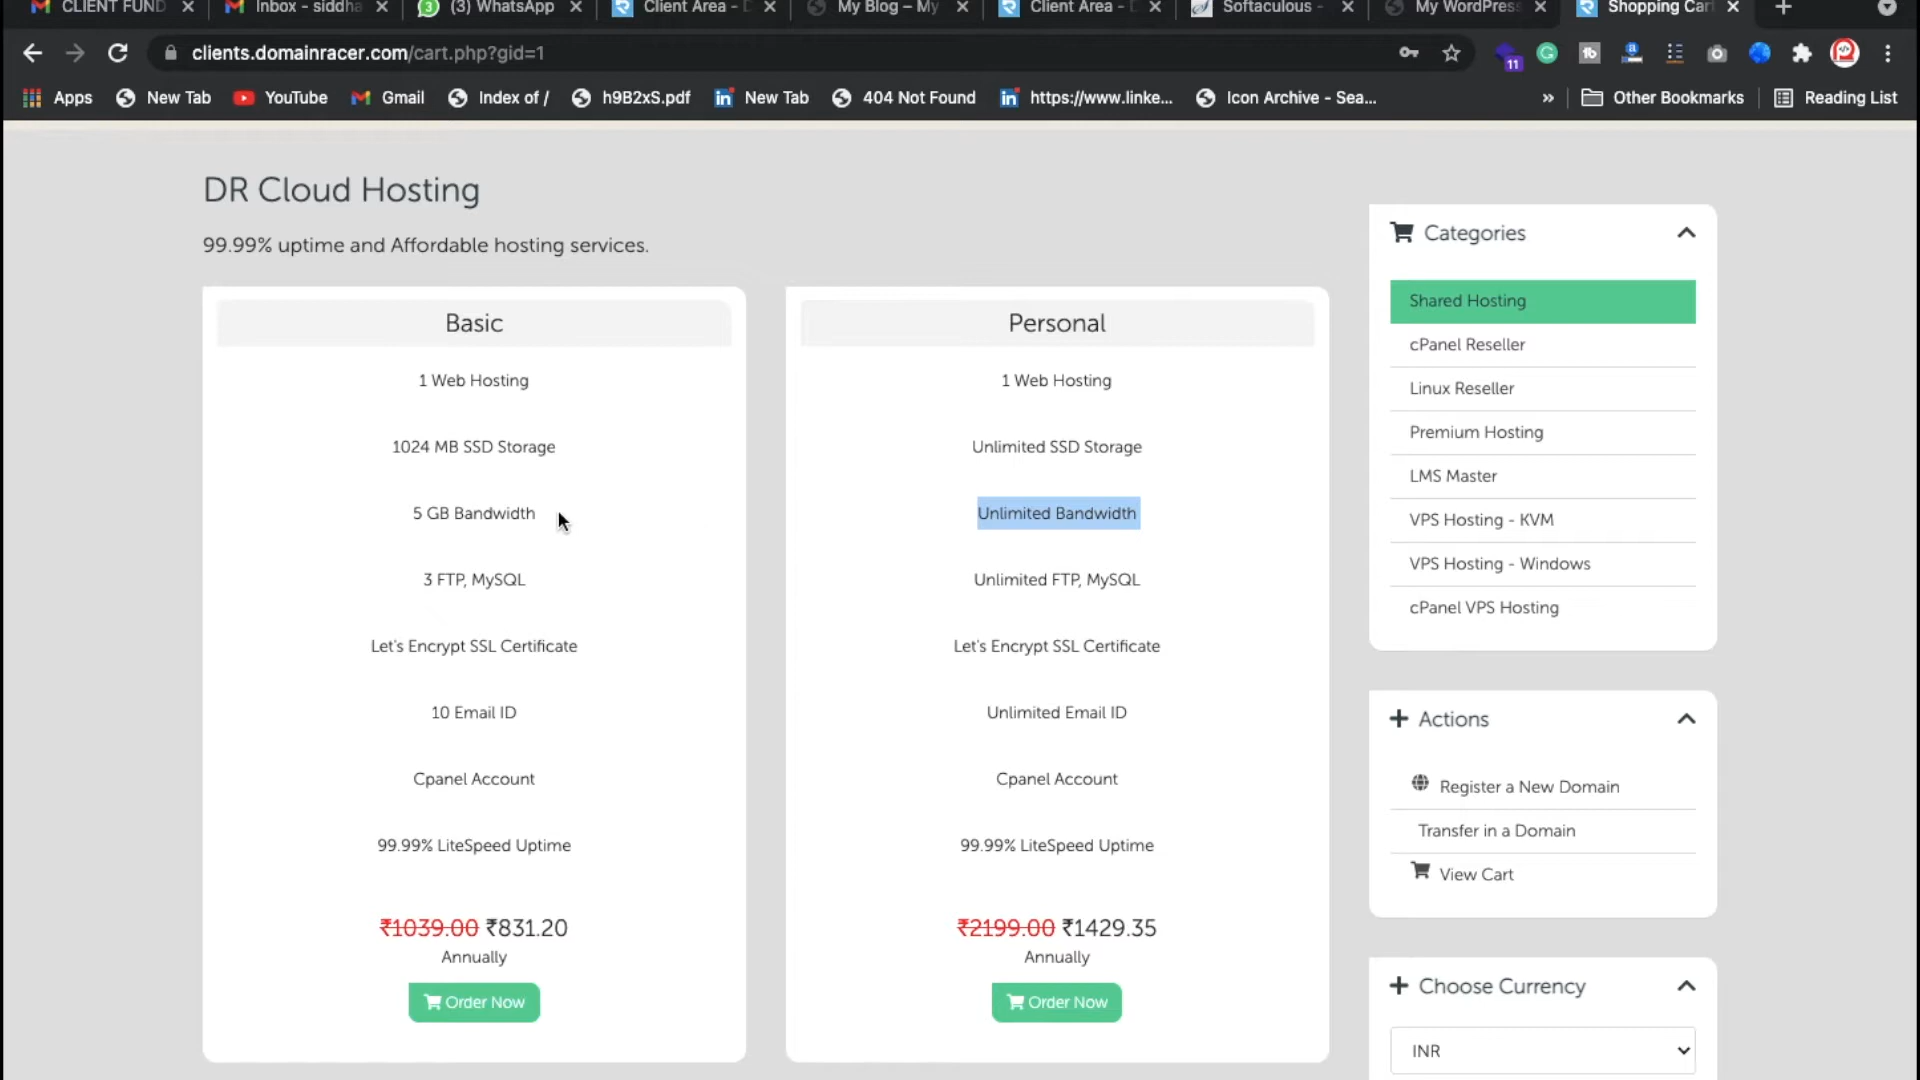 CLIENT FUND
Inbox - siddha
(3) WhatsApp
Client Area - D
My Blog – My
Client Area - D
Softaculous -
My WordPress
Shopping Car
clients.domainracer.com/cart.php?gid=1
11
Apps
New Tab
YouTube
Gmail
Index of /
h9B2xS.pdf
New Tab
404 Not Found
https://www.linke...
Icon Archive - Sea...
»
Other Bookmarks
Reading List
DR Cloud Hosting
99.99% uptime and Affordable hosting services.
Basic
1 Web Hosting
1024 MB SSD Storage
5 GB Bandwidth
3 FTP, MySQL
Let's Encrypt SSL Certificate
10 Email ID
Cpanel Account
99.99% LiteSpeed Uptime
₹1039.00 ₹831.20
Annually
Order Now
Personal
1 Web Hosting
Unlimited SSD Storage
Unlimited Bandwidth
Unlimited FTP, MySQL
Let's Encrypt SSL Certificate
Unlimited Email ID
Cpanel Account
99.99% LiteSpeed Uptime
₹2199.00 ₹1429.35
Annually
Order Now
Categories
Shared Hosting
cPanel Reseller
Linux Reseller
Premium Hosting
LMS Master
VPS Hosting - KVM
VPS Hosting - Windows
cPanel VPS Hosting
Actions
Register a New Domain
Transfer in a Domain
View Cart
Choose Currency
INR